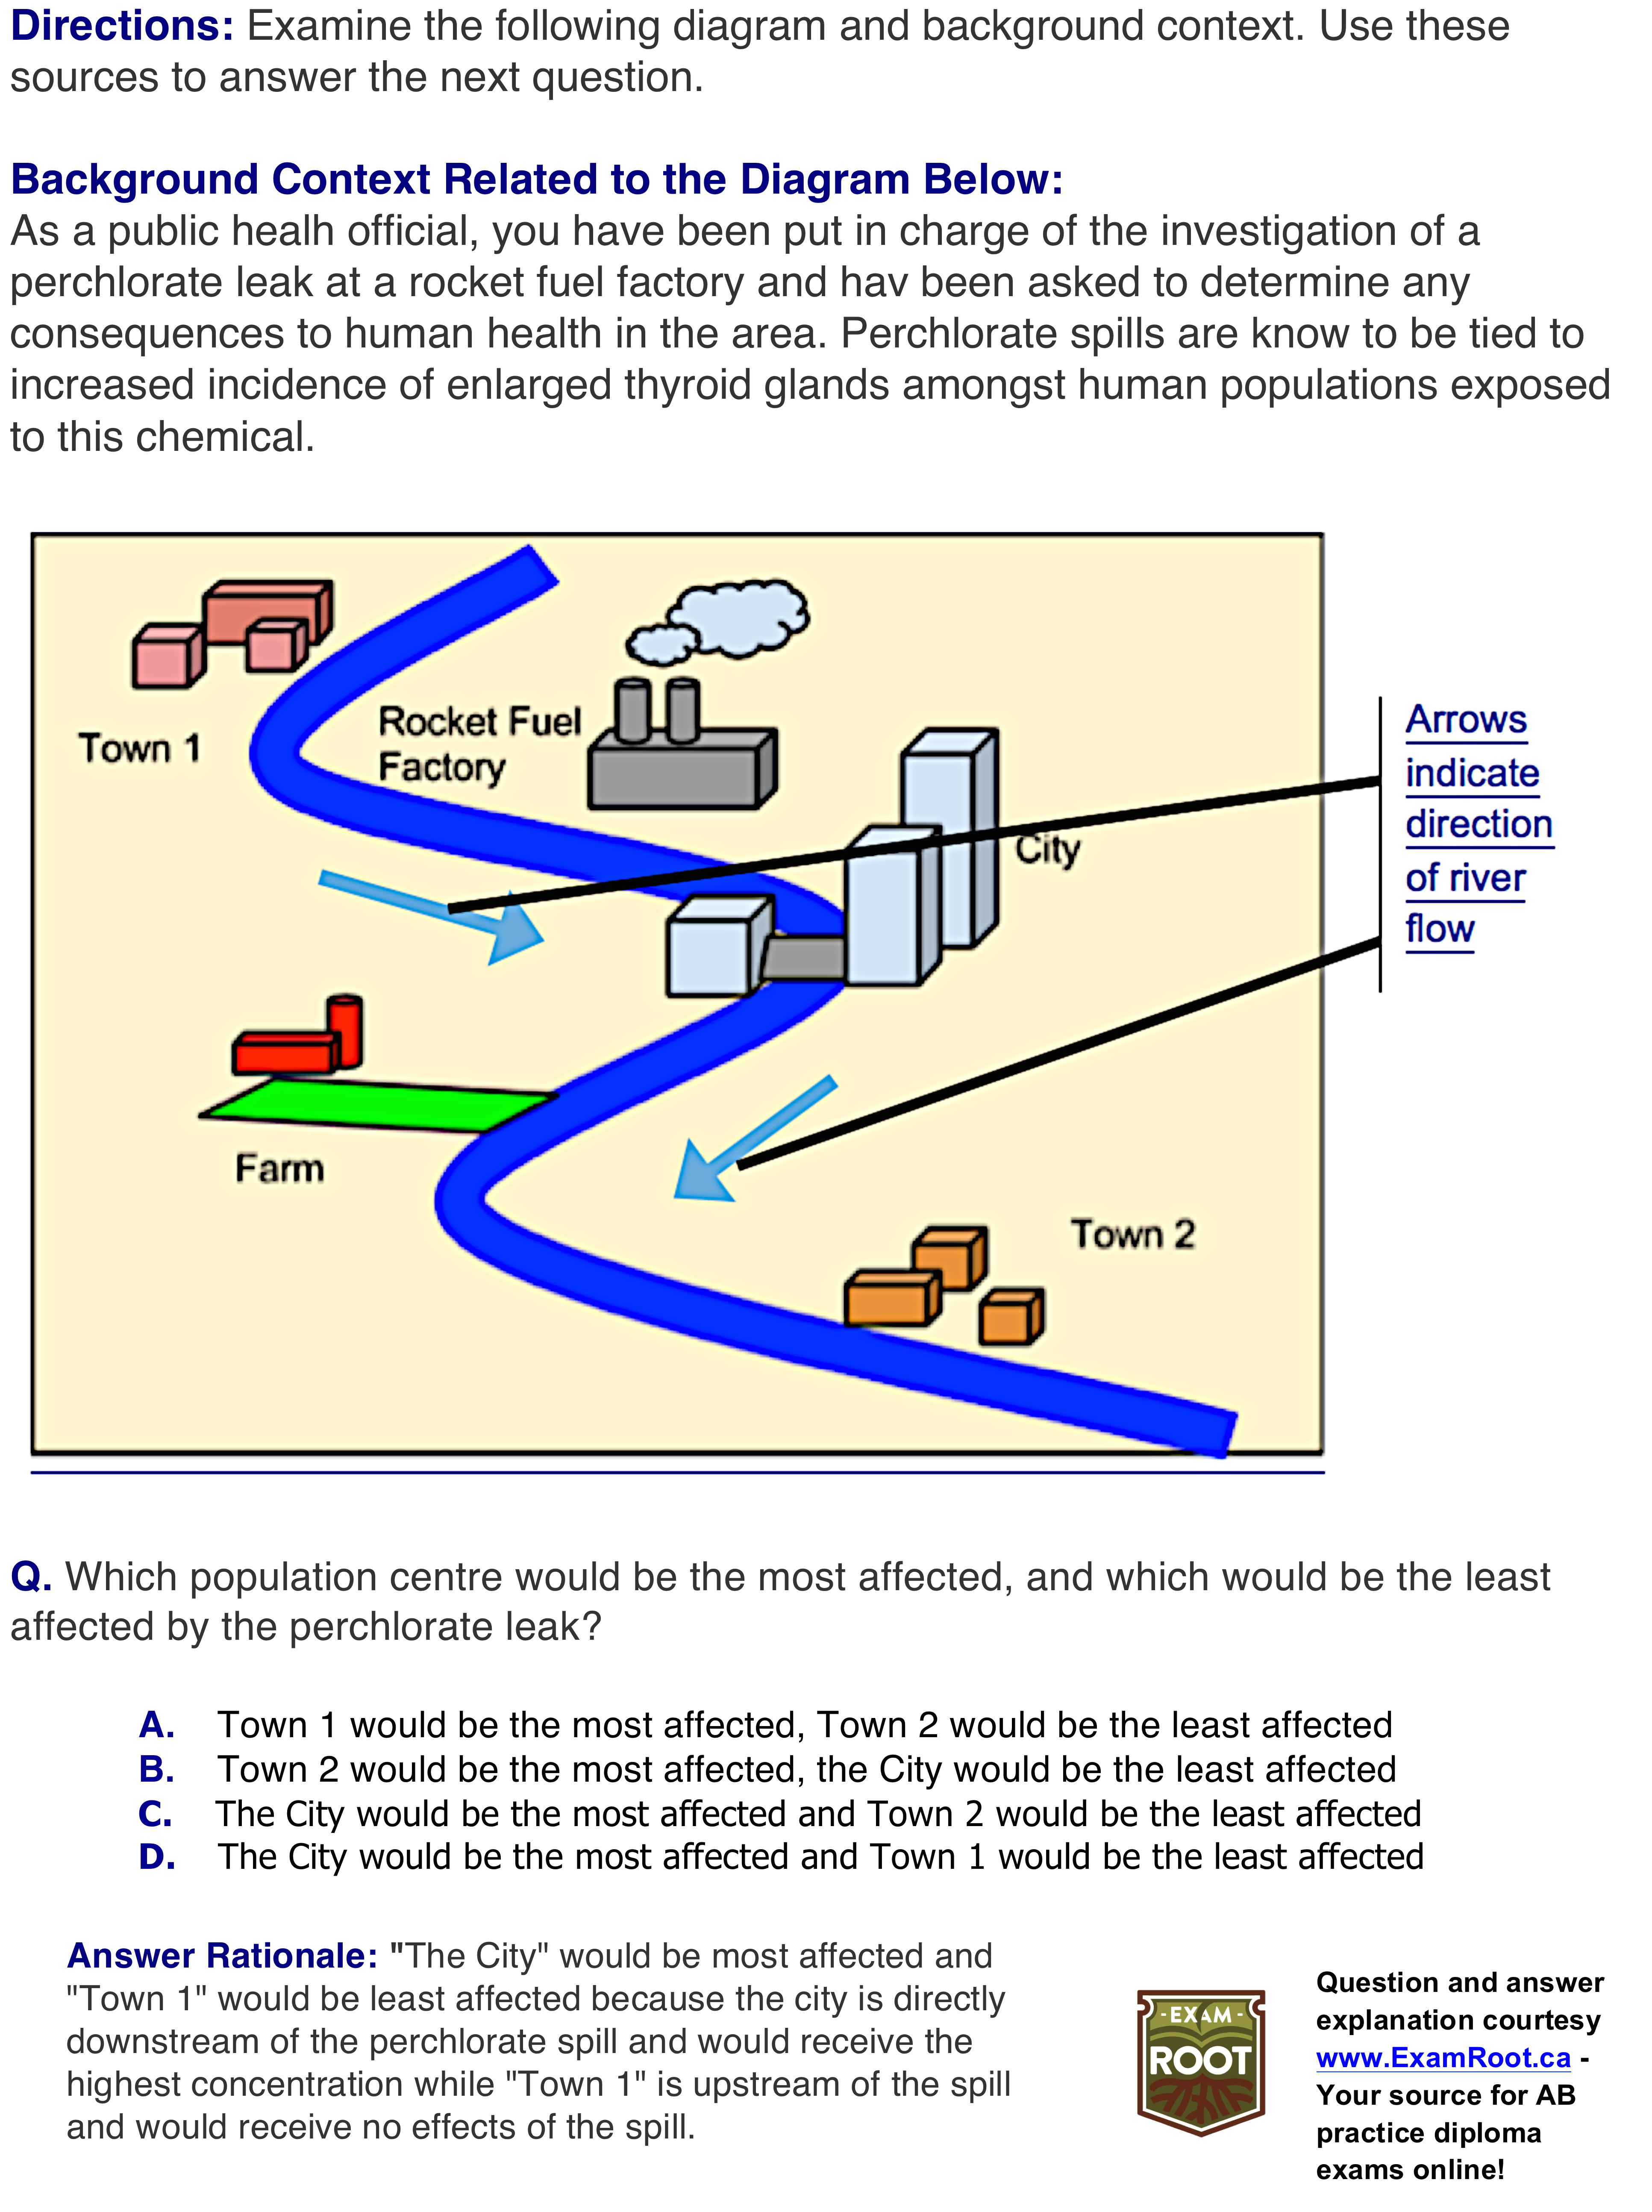 Directions: Examine the following diagram and background context. Use these
sources to answer the next question.
Background Context Related to the Diagram Below:
As a public healh official, you have been put in charge of the investigation of a
perchlorate leak at a rocket fuel factory and hav been asked to determine any
consequences to human health in the area. Perchlorate spills are know to be tied to
increased incidence of enlarged thyroid glands amongst human populations exposed
to this chemical.
Town 1
Rocket Fuel
Factory
City
Arrows
indicate
direction
of river
flow
Farm
Town 2
Q. Which population centre would be the most affected, and which would be the least
affected by the perchlorate leak?
A. Town 1 would be the most affected, Town 2 would be the least affected
B. Town 2 would be the most affected, the City would be the least affected
C. The City would be the most affected and Town 2 would be the least affected
D. The City would be the most affected and Town 1 would be the least affected
Answer Rationale: "The City" would be most affected and
"Town 1" would be least affected because the city is directly
downstream of the perchlorate spill and would receive the
highest concentration while "Town 1" is upstream of the spill
and would receive no effects of the spill.
- EXAM -
ROOT
Question and answer
explanation courtesy
www.ExamRoot.ca -
Your source for AB
practice diploma
exams online!